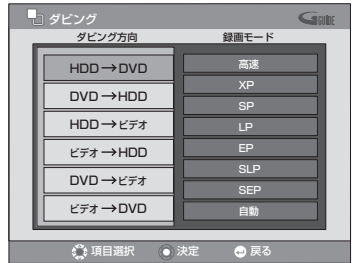 ダビング
G GUIDE
ダビング方向 録画モード
HDD→DVD
DVD→HDD
HDD→ビデオ
ビデオ→HDD
DVD→ビデオ
ビデオ→DVD
高速
XP
SP
LP
EP
SLP
SEP
自動
項目選択 決定 戻る